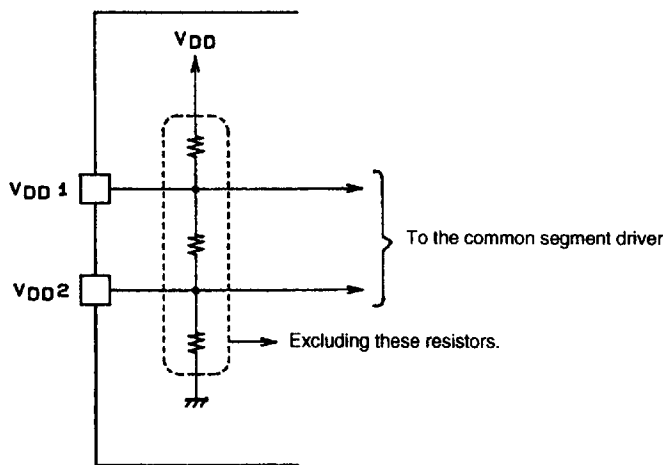 VDD
VDD 1
To the common segment driver
VDD2
Excluding these resistors.